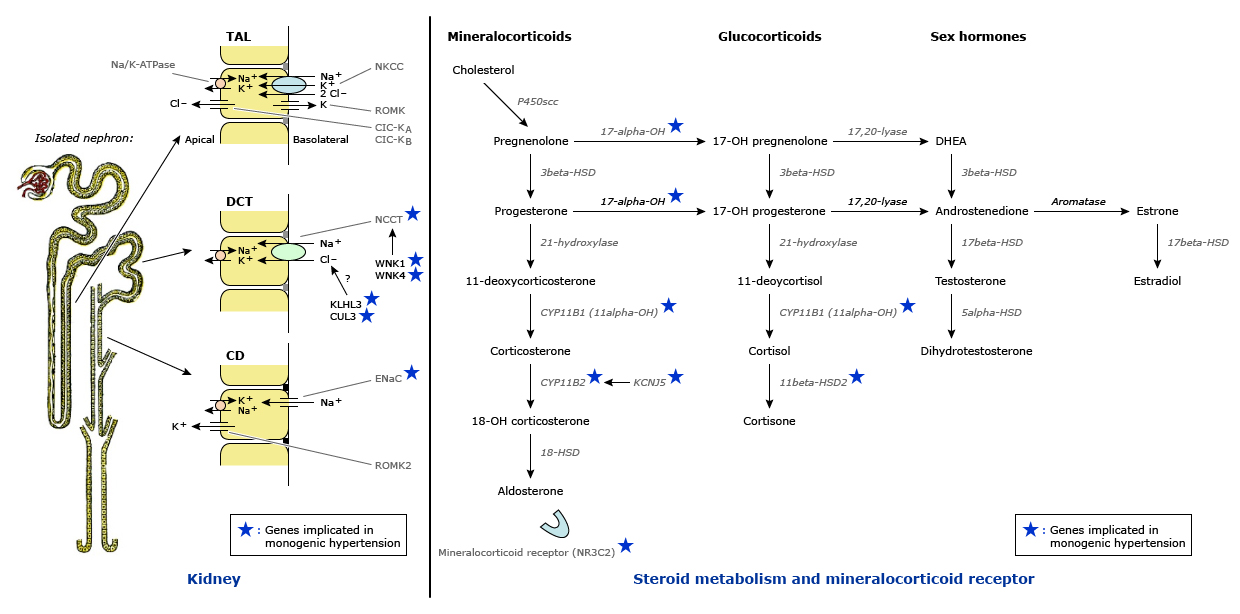 TAL
Na/K-ATPase
Na+
K+
Na+
K+
2 Cl−
K
Cl−
NKCC
ROMK
CIC-KA
CIC-KB
Apical
Basolateral
Isolated nephron:
DCT
NCCT
Na+
K+
Na+
Cl−
WNK1
WNK4
?
KLHL3
CUL3
CD
ENaC
K+
Na+
Na+
K+
ROMK2
: Genes implicated in
monogenic hypertension
Kidney
Mineralocorticoids
Glucocorticoids
Sex hormones
Cholesterol
P450scc
Pregnenolone
17-alpha-OH
17-OH pregnenolone
17,20-lyase
DHEA
3beta-HSD
3beta-HSD
3beta-HSD
Progesterone
17-alpha-OH
17-OH progesterone
17,20-lyase
Androstenedione
Aromatase
Estrone
21-hydroxylase
21-hydroxylase
17beta-HSD
17beta-HSD
11-deoxycorticosterone
11-deoycortisol
Testosterone
Estradiol
CYP11B1 (11alpha-OH)
CYP11B1 (11alpha-OH)
5alpha-HSD
Corticosterone
Cortisol
Dihydrotestosterone
CYP11B2
KCNJ5
11beta-HSD2
18-OH corticosterone
Cortisone
18-HSD
Aldosterone
Mineralocorticoid receptor (NR3C2)
: Genes implicated in
monogenic hypertension
Steroid metabolism and mineralocorticoid receptor